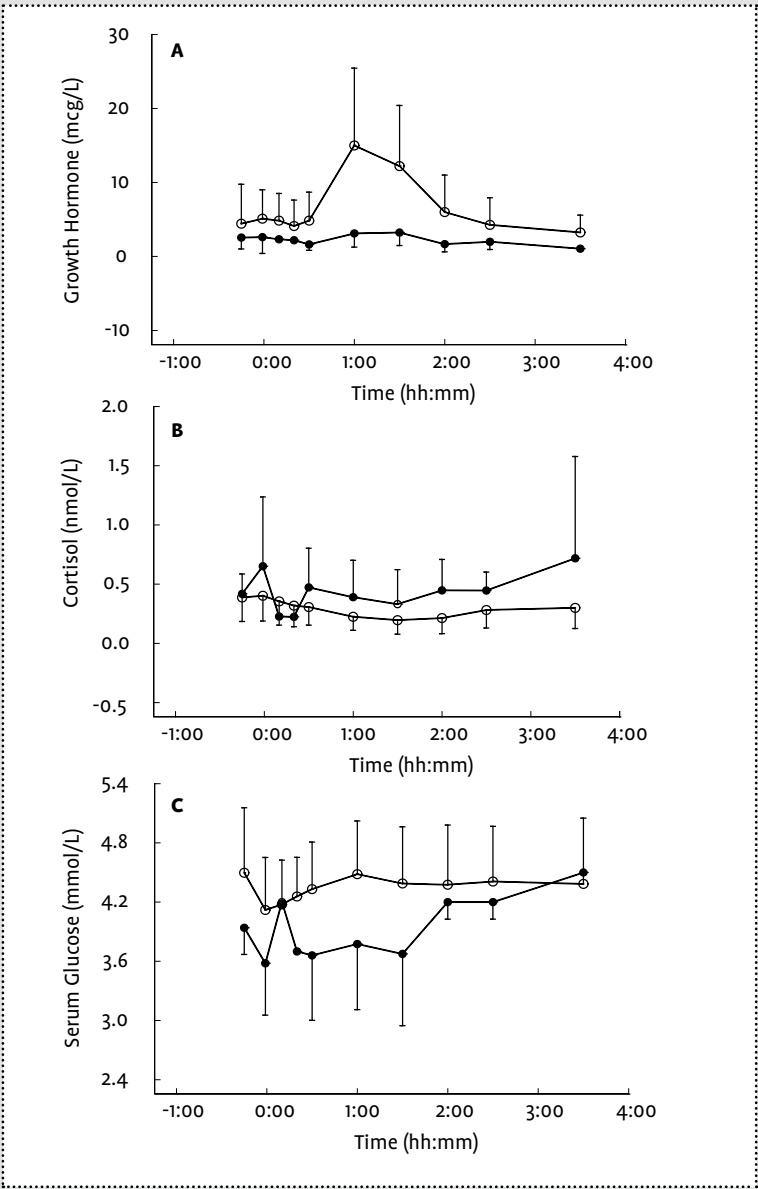 A
30
20
10
0
-10
Growth Hormone (mcg/L)
-1:00 0:00 1:00 2:00 3:00 4:00
Time (hh:mm)
B
2.0
1.5
1.0
0.5
0.0
-0.5
Cortisol (nmol/L)
-1:00 0:00 1:00 2:00 3:00 4:00
Time (hh:mm)
C
5.4
4.8
4.2
3.6
3.0
2.4
Serum Glucose (mmol/L)
-1:00 0:00 1:00 2:00 3:00 4:00
Time (hh:mm)